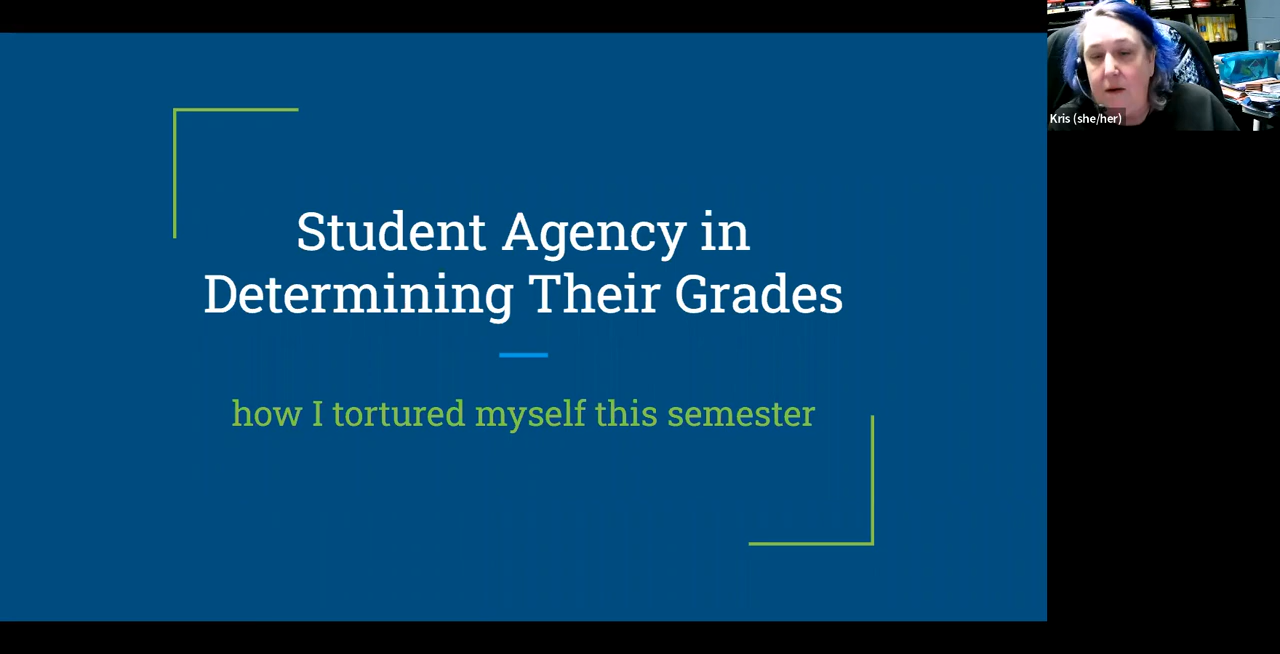 Student Agency in
Determining Their Grades
how I tortured myself this semester
Kris (she/her)